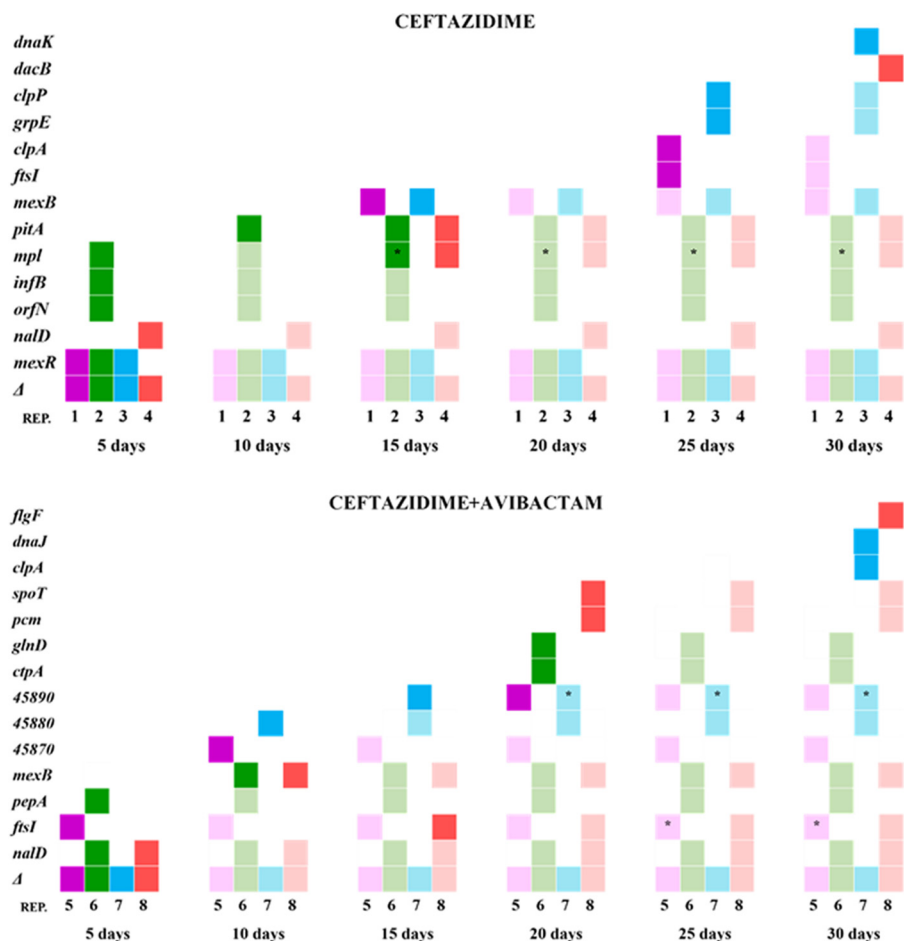 CEFTAZIDIME
dnaK
dacB
clpP
grpE
clpA
ftsI
mexB
pitA
mpl * * * *
infB
orfN
nalD
mexR
Δ
REP. 1 2 3 4 1 2 3 4 1 2 3 4 1 2 3 4 1 2 3 4 1 2 3 4
5 days 10 days 15 days 20 days 25 days 30 days
CEFTAZIDIME+AVIBACTAM
flgF
dnaJ
clpA
spoT
pcm
glnD
ctpA
45890 * * *
45880
45870
mexB
pepA
ftsI * *
nalD
Δ
REP. 5 6 7 8 5 6 7 8 5 6 7 8 5 6 7 8 5 6 7 8 5 6 7 8
5 days 10 days 15 days 20 days 25 days 30 days